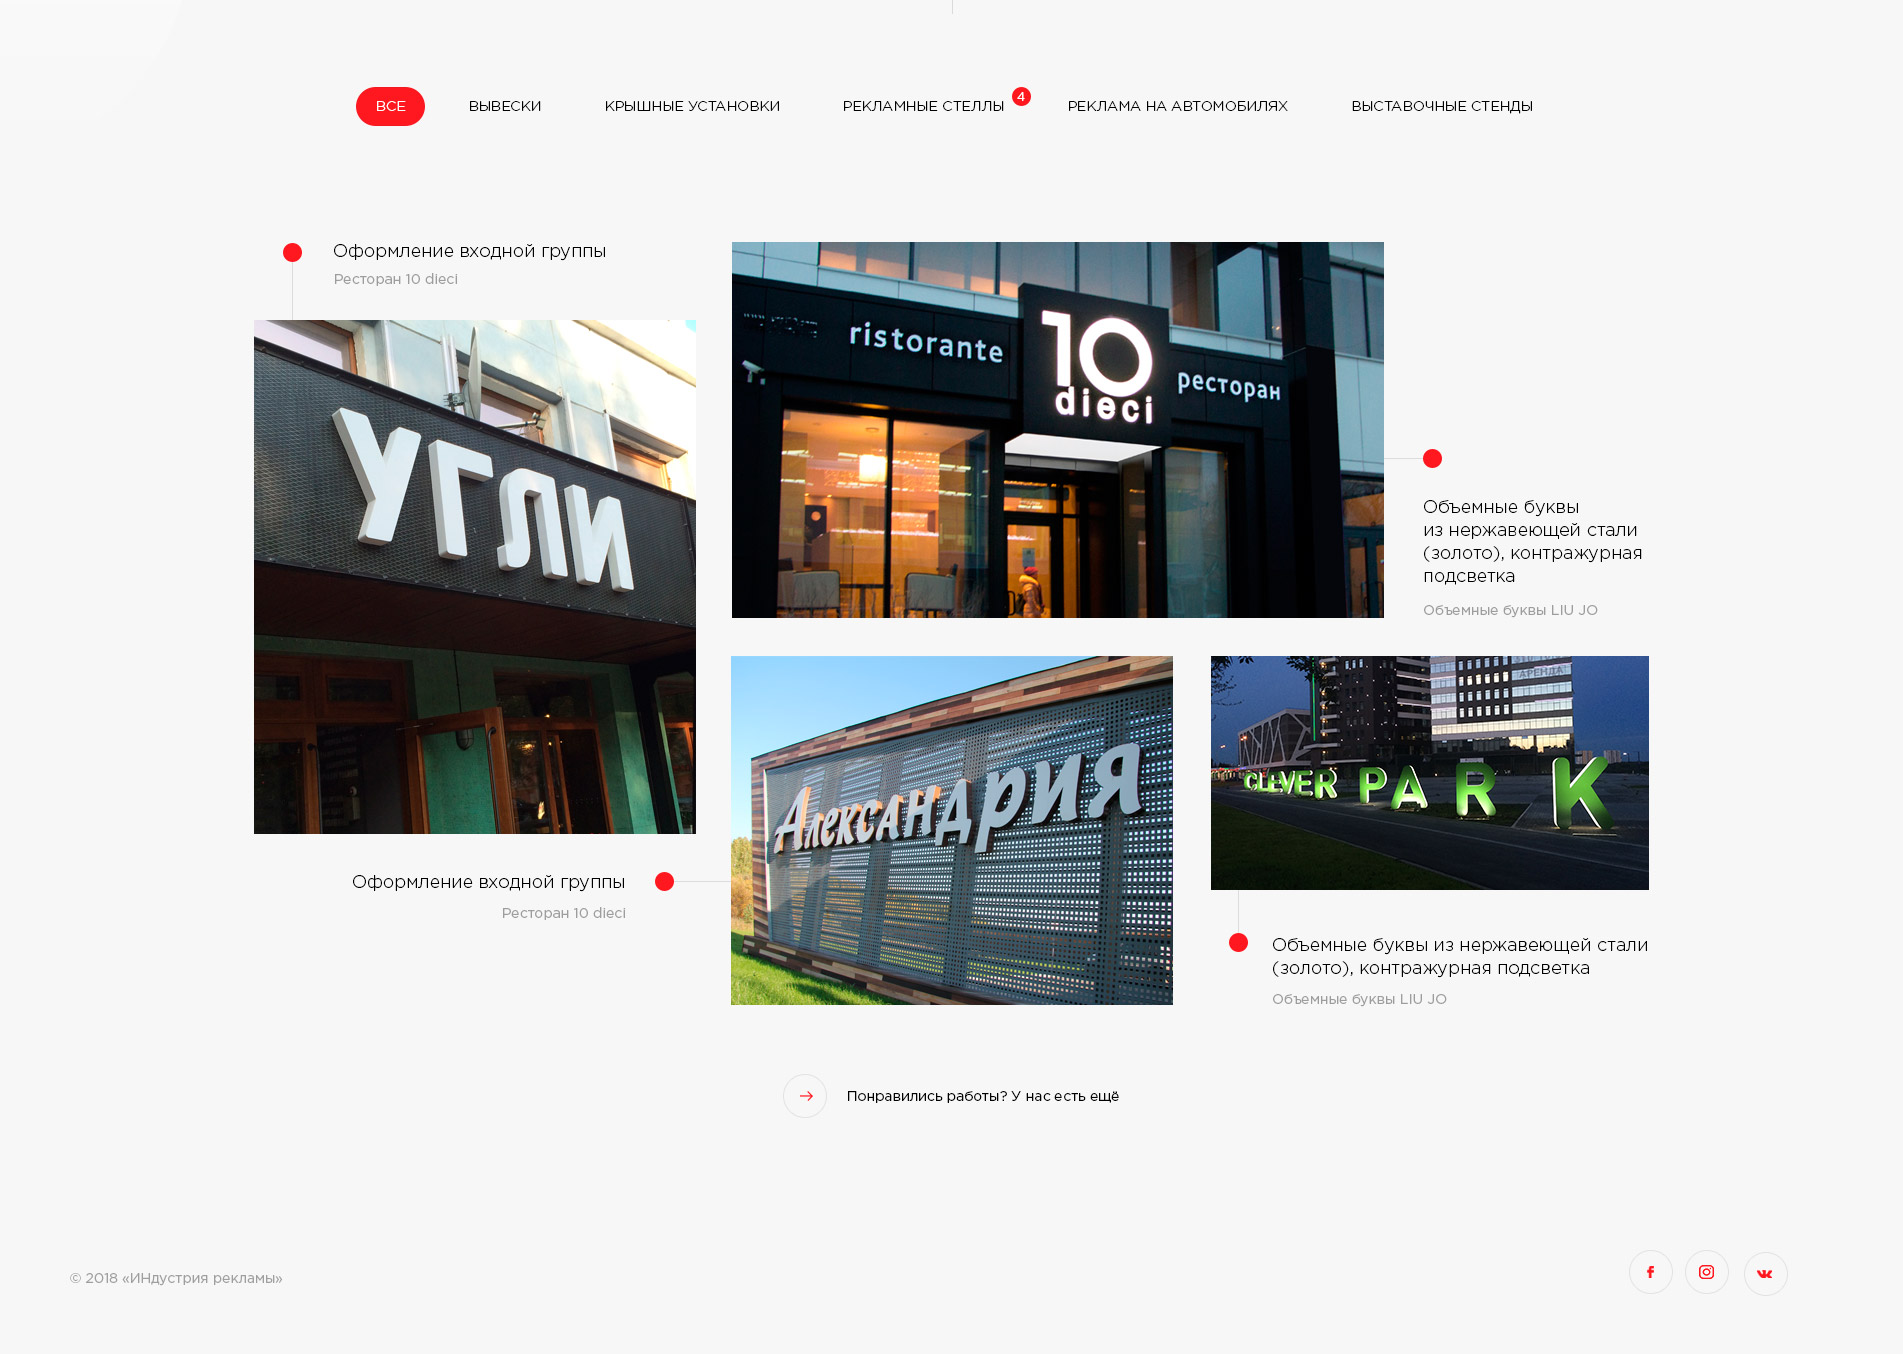 ВСЕ
ВЫВЕСКИ
КРЫШНЫЕ УСТАНОВКИ
РЕКЛАМНЫЕ СТЕЛЛЫ
4
РЕКЛАМА НА АВТОМОБИЛЯХ
ВЫСТАВОЧНЫЕ СТЕНДЫ
Оформление входной группы
Ресторан 10 dieci
УГЛИ
ristorante
10
dieci
ресторан
Объемные буквы
из нержавеющей стали
(золото), контражурная
подсветка
Объемные буквы LIU JO
Александрия
АРЕНДА
CLEVER PARK
Оформление входной группы
Ресторан 10 dieci
Объемные буквы из нержавеющей стали
(золото), контражурная подсветка
Объемные буквы LIU JO
Понравились работы? У нас есть ещё
© 2018 «ИНдустрия рекламы»